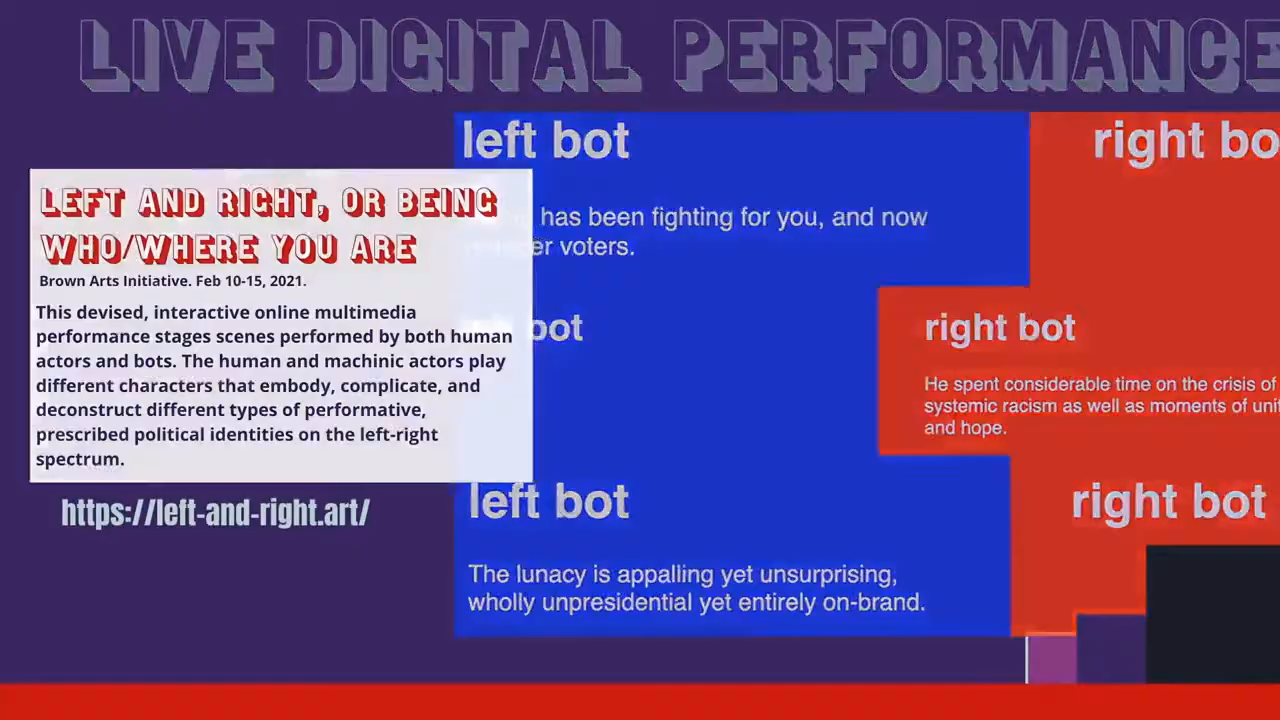 LIVE DIGITAL PERFORMANCE
left bot
right bo
has been fighting for you, and now
er voters.
LEFT AND RIGHT, OR BEING
WHO/WHERE YOU ARE
Brown Arts Initiative. Feb 10-15, 2021.
This devised, interactive online multimedia
performance stages scenes performed by both human
actors and bots. The human and machinic actors play
different characters that embody, complicate, and
deconstruct different types of performative,
prescribed political identities on the left-right
spectrum.
https://left-and-right.art/
bot
right bot
He spent considerable time on the crisis of
systemic racism as well as moments of unit
and hope.
left bot
right bot
The lunacy is appalling yet unsurprising,
wholly unpresidential yet entirely on-brand.